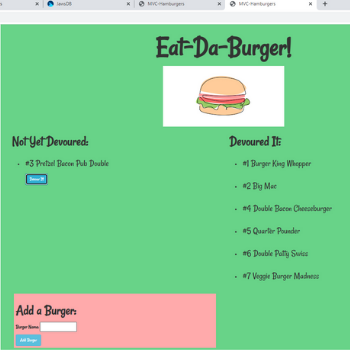 JawsDB
MVC Hamburgers
MVC Hamburgers
Eat-Da-Burger!
Not Yet Devoured:
#3 Pretzel Bacon Pub Double
Devour It!
Devoured It:
#1 Burger King Whopper
#2 Big Mac
#4 Double Bacon Cheeseburger
#5 Quarter Pounder
#6 Double Patty Swiss
#7 Veggie Burger Madness
Add a Burger:
Burger Name:
Add Burger